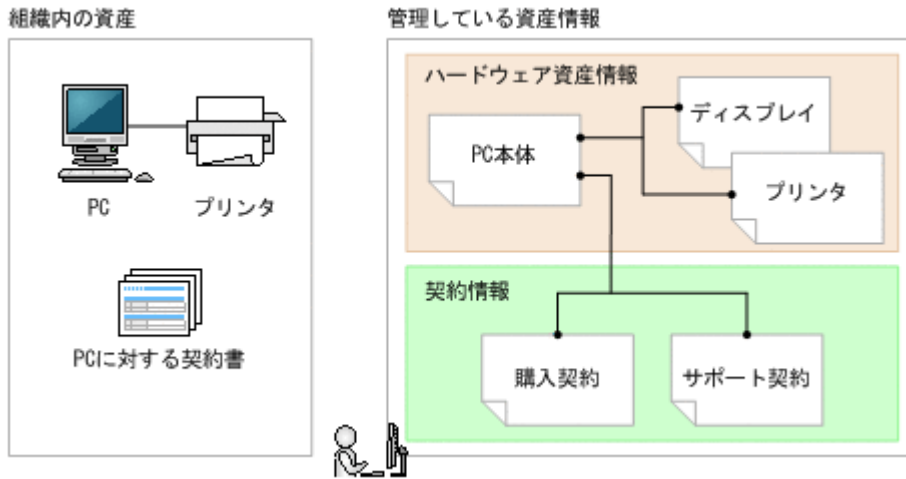 組織内の資産
管理している資産情報
PC
プリンタ
PCに対する契約書
ハードウェア資産情報
PC本体
ディスプレイ
プリンタ
契約情報
購入契約
サポート契約